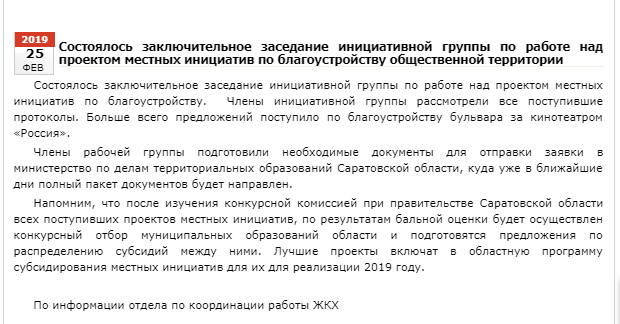 2019
25
ФЕВ
Состоялось заключительное заседание инициативной группы по работе над
проектом местных инициатив по благоустройству общественной территории
Состоялось заключительное заседание инициативной группы по работе над проектом местных
инициатив по благоустройству. Члены инициативной группы рассмотрели все поступившие
протоколы. Больше всего предложений поступило по благоустройству бульвара за кинотеатром
«Россия».
Члены рабочей группы подготовили необходимые документы для отправки заявки в
министерство по делам территориальных образований Саратовской области, куда уже в ближайшие
дни полный пакет документов будет направлен.
Напомним, что после изучения конкурсной комиссией при правительстве Саратовской области
всех поступивших проектов местных инициатив, по результатам бальной оценки будет осуществлен
конкурсный отбор муниципальных образований области и подготовятся предложения по
распределению субсидий между ними. Лучшие проекты включат в областную программу
субсидирования местных инициатив для их для реализации 2019 году.
По информации отдела по координации работы ЖКХ